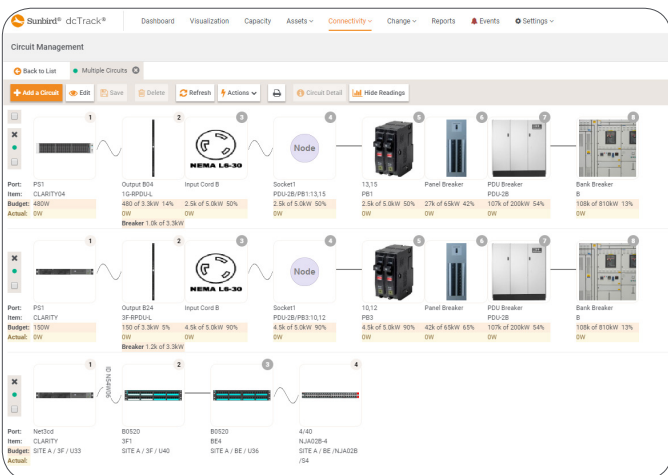 Sunbird® dcTrack® Dashboard Visualization Capacity Assets Connectivity Change Reports Events Settings
Circuit Management
Back to List Multiple Circuits
Add a Circuit Edit Save Delete Refresh Actions Circuit Detail Hide Readings
1 2 3 4 5 6 7 8
Node
NEMA L6-30
Port: PS1 Output B04 Input Cord B Socket1 13,15 Panel Breaker PDU Breaker Bank Breaker
Item: CLARITY04 1G-RPDU-L PDU-2B/PB1:13,15 PB1 PDU-2B B
Budget: 480W 480 of 3.3kW 14% 2.5k of 5.0kW 50% 2.5k of 5.0kW 50% 2.5k of 5.0kW 50% 27k of 65kW 42% 107k of 200kW 54% 108k of 810kW 13%
Actual: 0W 0W 0W 0W 0W 0W 0W 0W
Breaker 1.0k of 3.3kW
1 2 3 4 5 6 7 8
Node
NEMA L6-30
Port: PS1 Output B24 Input Cord B Socket1 10,12 Panel Breaker PDU Breaker Bank Breaker
Item: CLARITY 3F-RPDU-L PDU-2B/PB3:10,12 PB3 PDU-2B B
Budget: 150W 150 of 3.3kW 5% 4.5k of 5.0kW 90% 4.5k of 5.0kW 90% 4.5k of 5.0kW 90% 42k of 65kW 65% 107k of 200kW 54% 108k of 810kW 13%
Actual: 0W 0W 0W 0W 0W 0W 0W 0W
Breaker 1.2k of 3.3kW
1 2 3 4
Port: Net3cd B0520 B0520 4/40
Item: CLARITY 3F1 BE4 NJA02B-4
Budget: SITE A / 3F / U33 SITE A / 3F / U40 SITE A / BE / U36 SITE A / BE /NJA02B
Actual: /S4